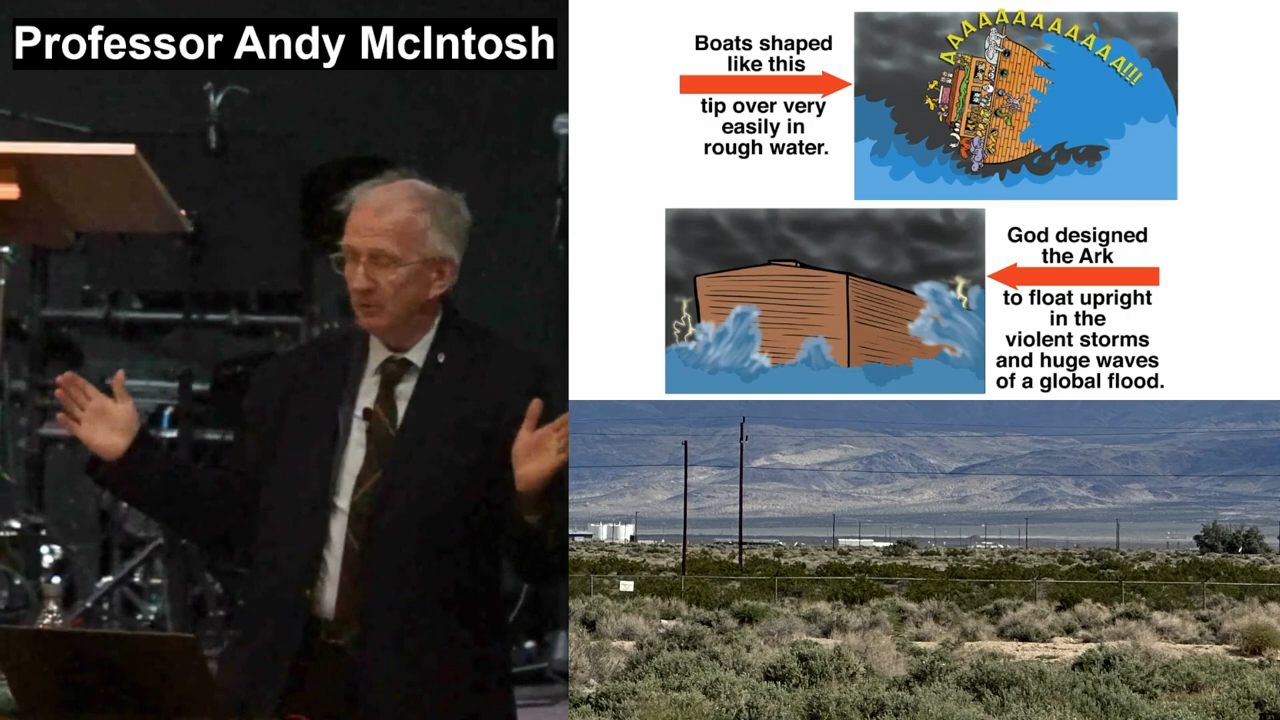 Professor Andy McIntosh
Boats shaped
like this
tip over very
easily in
rough water.
AAAAAAAAAAAA!!!
God designed
the Ark
to float upright
in the
violent storms
and huge waves
of a global flood.